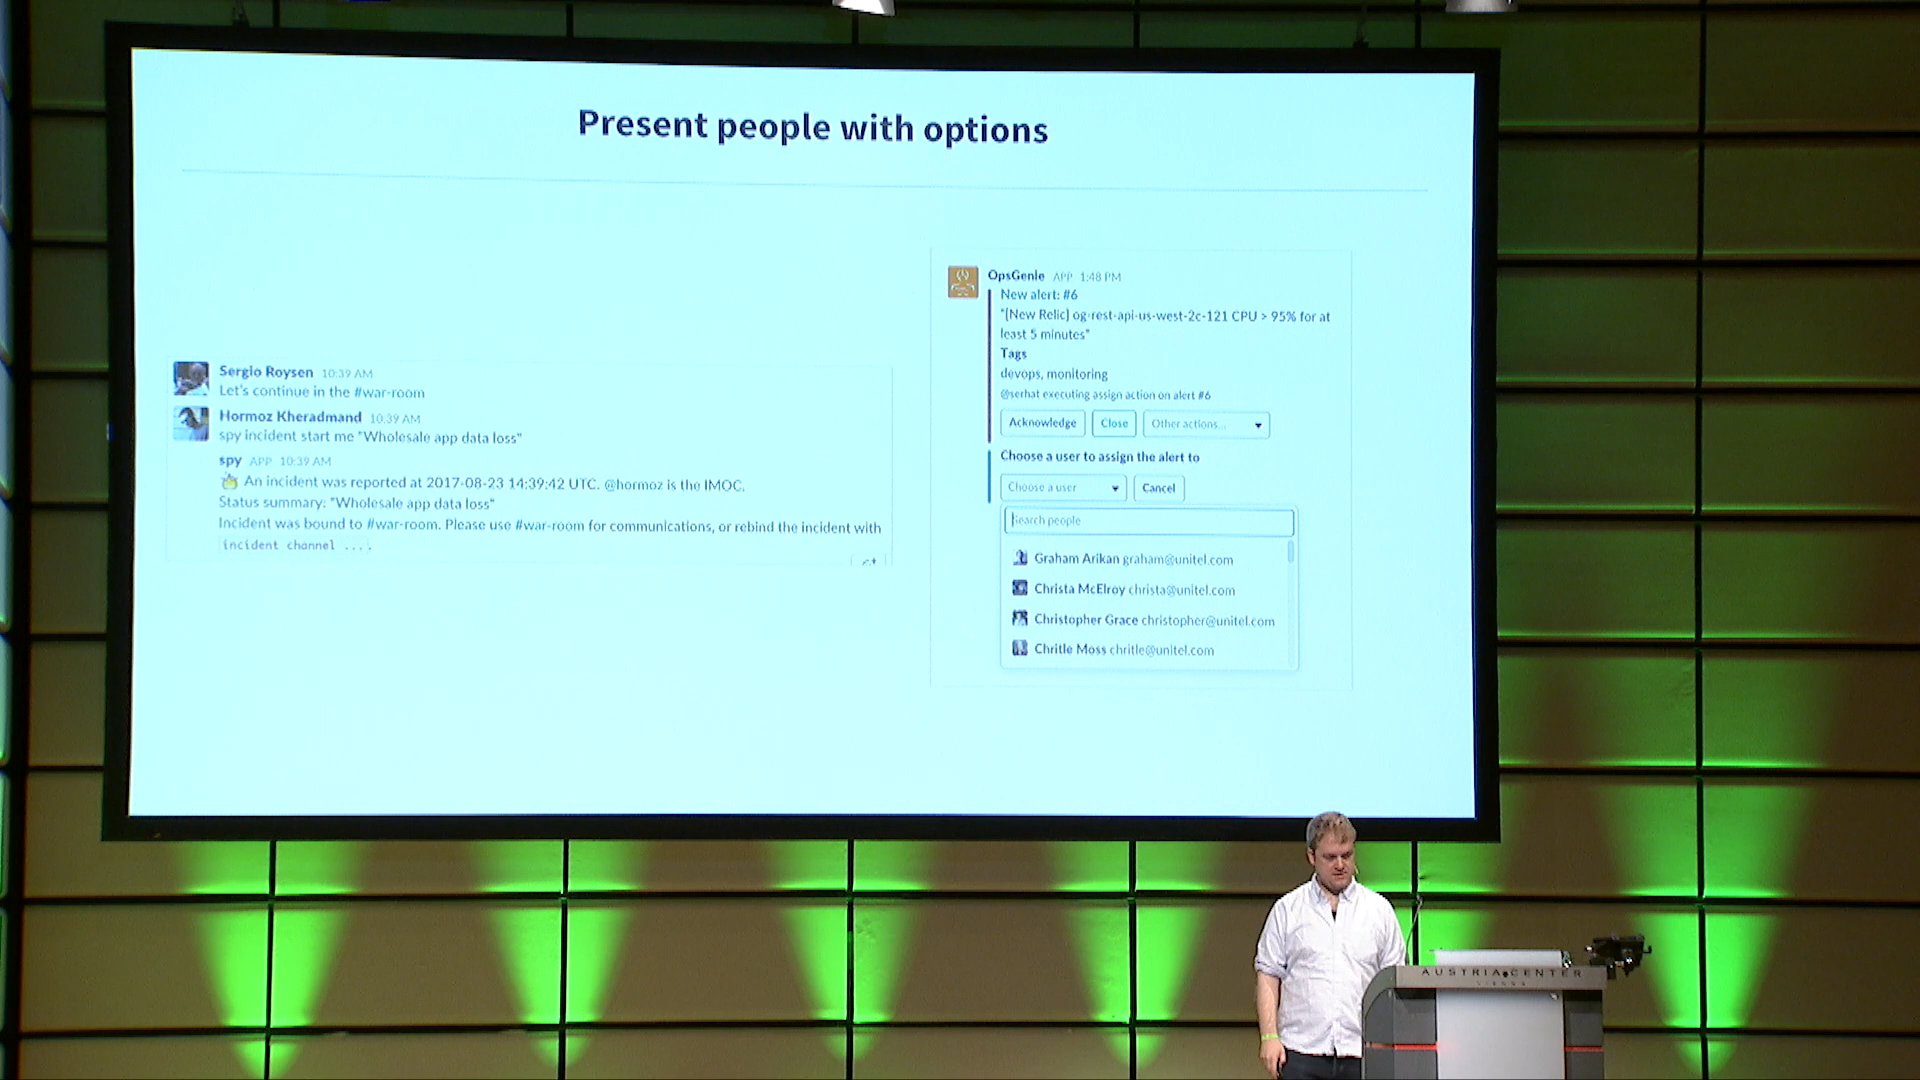 Present people with options
Sergio Roysen 10:39 AM
Let's continue in the #war-room
Hormoz Kheradmand 10:39 AM
spy incident start me "Wholesale app data loss"
spy APP 10:39 AM
An incident was reported at 2017-08-23 14:39:42 UTC. @hormoz is the IMOC.
Status summary: "Wholesale app data loss"
Incident was bound to #war-room. Please use #war-room for communications, or rebind the incident with
incident channel ....
OpsGenie APP 1:48 PM
New alert: #6
"[New Relic] og-rest-api-us-west-2c-121 CPU > 95% for at
least 5 minutes"
Tags
devops, monitoring
@serhat executing assign action on alert #6
Acknowledge Close Other actions...
Choose a user to assign the alert to
Choose a user Cancel
Search people
Graham Arikan graham@unitel.com
Christa McElroy christa@unitel.com
Christopher Grace christopher@unitel.com
Chritle Moss chritle@unitel.com
AUSTRIA CENTER
VIENNA